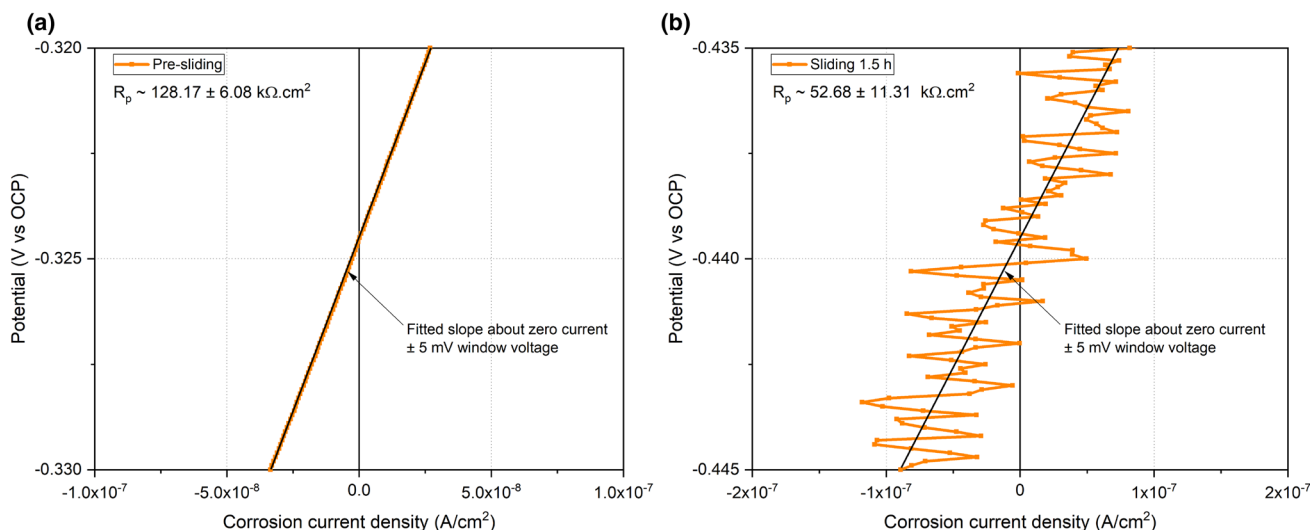 (a)
-0.320
-0.325
-0.330
Potential (V vs OCP)
Pre-sliding
Rp ~ 128.17 ± 6.08 kΩ.cm²
Fitted slope about zero current
± 5 mV window voltage
-1.0x10⁻⁷ -5.0x10⁻⁸ 0.0 5.0x10⁻⁸ 1.0x10⁻⁷
Corrosion current density (A/cm²)
(b)
-0.435
-0.440
-0.445
Potential (V vs OCP)
Sliding 1.5 h
Rp ~ 52.68 ± 11.31 kΩ.cm²
Fitted slope about zero current
± 5 mV window voltage
-2x10⁻⁷ -1x10⁻⁷ 0 1x10⁻⁷ 2x10⁻⁷
Corrosion current density (A/cm²)